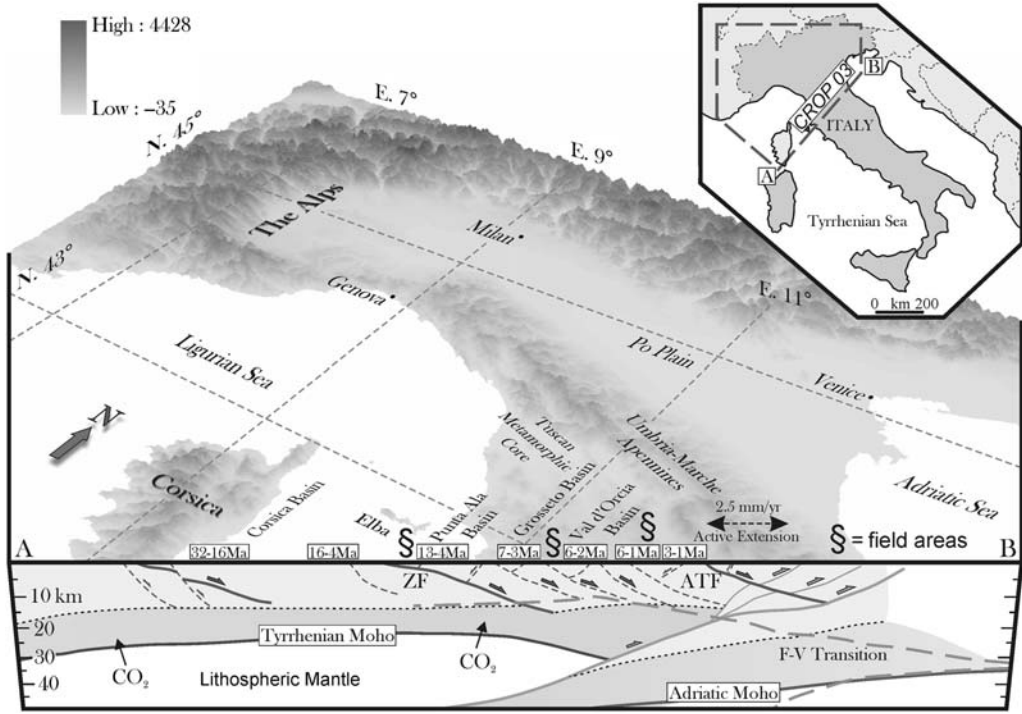 High : 4428
Low : –35
E. 7°
N. 45°
E. 9°
The Alps
Milan
N. 43°
Genova
E. 11°
Po Plain
Ligurian Sea
Venice
N
Tuscan
Metamorphic
Core
Umbria-Marche
Apennines
Adriatic Sea
Corsica
Corsica Basin
Elba
§
Punta Ala
Basin
Grosseto Basin
§
Val d'Orcia
Basin
§
2.5 mm/yr
Active Extension
§ = field areas
A
32-16Ma
16-4Ma
13-4Ma
7-3Ma
6-2Ma
6-1Ma
3-1Ma
B
ZF
ATF
10 km
20
30
40
Tyrrhenian Moho
CO₂
CO₂
Lithospheric Mantle
F-V Transition
Adriatic Moho
B
CROP 03
ITALY
A
Tyrrhenian Sea
0 km 200